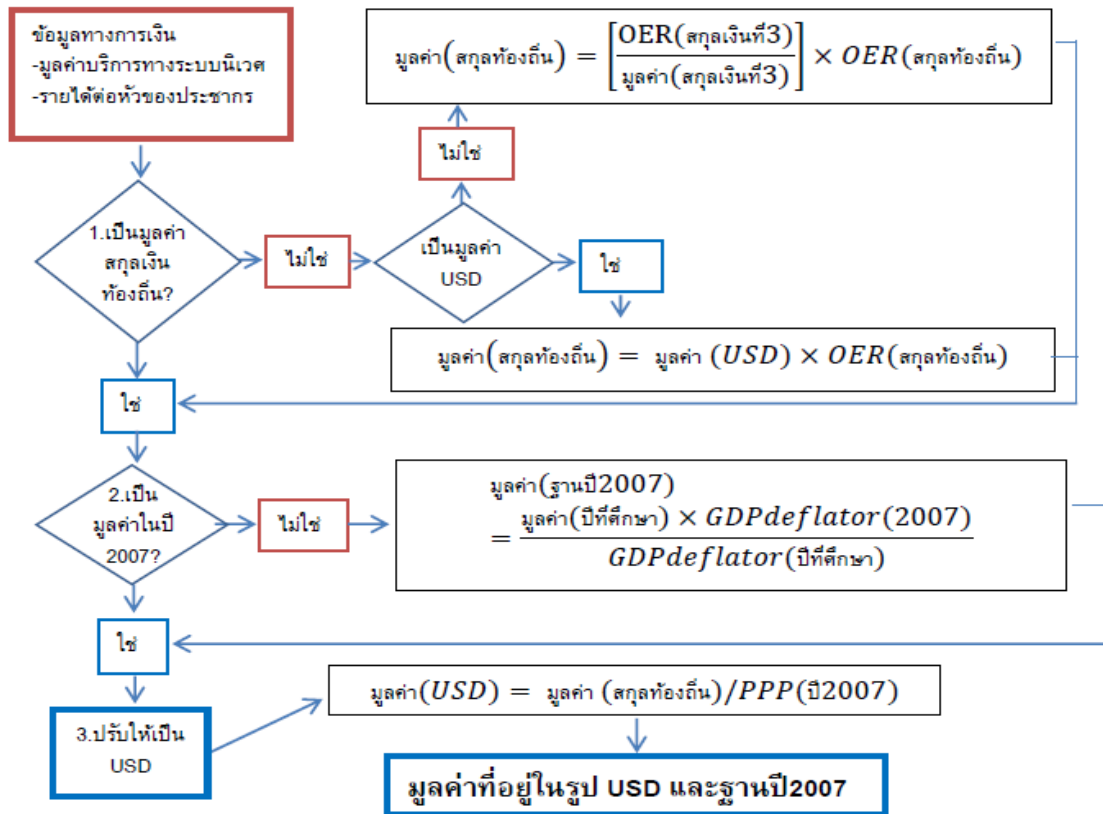 ข้อมูลทางการเงิน
-มูลค่าบริการทางระบบนิเวศ
-รายได้ต่อหัวของประชากร
มูลค่า(สกุลท้องถิ่น) = [OER(สกุลเงินที่3) / มูลค่า(สกุลเงินที่3)] × OER(สกุลท้องถิ่น)
ไม่ใช่
1.เป็นมูลค่า
สกุลเงิน
ท้องถิ่น?
ไม่ใช่
เป็นมูลค่า
USD
ใช่
มูลค่า(สกุลท้องถิ่น) = มูลค่า (USD) × OER(สกุลท้องถิ่น)
ใช่
2.เป็น
มูลค่าในปี
2007?
ไม่ใช่
มูลค่า(ฐานปี2007)
= มูลค่า(ปีที่ศึกษา) × GDPdeflator(2007)
GDPdeflator(ปีที่ศึกษา)
ใช่
3.ปรับให้เป็น
USD
มูลค่า(USD) = มูลค่า (สกุลท้องถิ่น)/PPP(ปี2007)
มูลค่าที่อยู่ในรูป USD และฐานปี2007